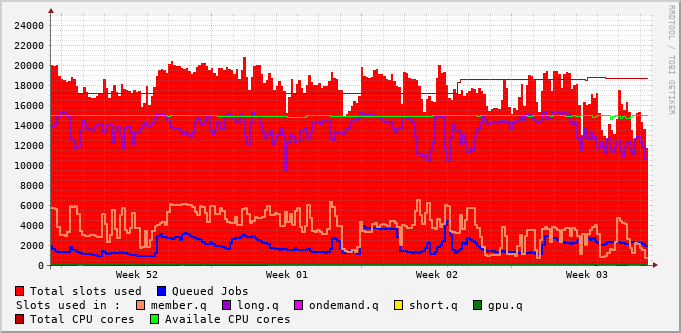 24000
22000
20000
18000
16000
14000
12000
10000
8000
6000
4000
2000
0
Week 52 Week 01 Week 02 Week 03
RRDTOOL / TOBI OETIKER
Total slots used Queued Jobs
Slots used in : member.q long.q ondemand.q short.q gpu.q
Total CPU cores Availale CPU cores